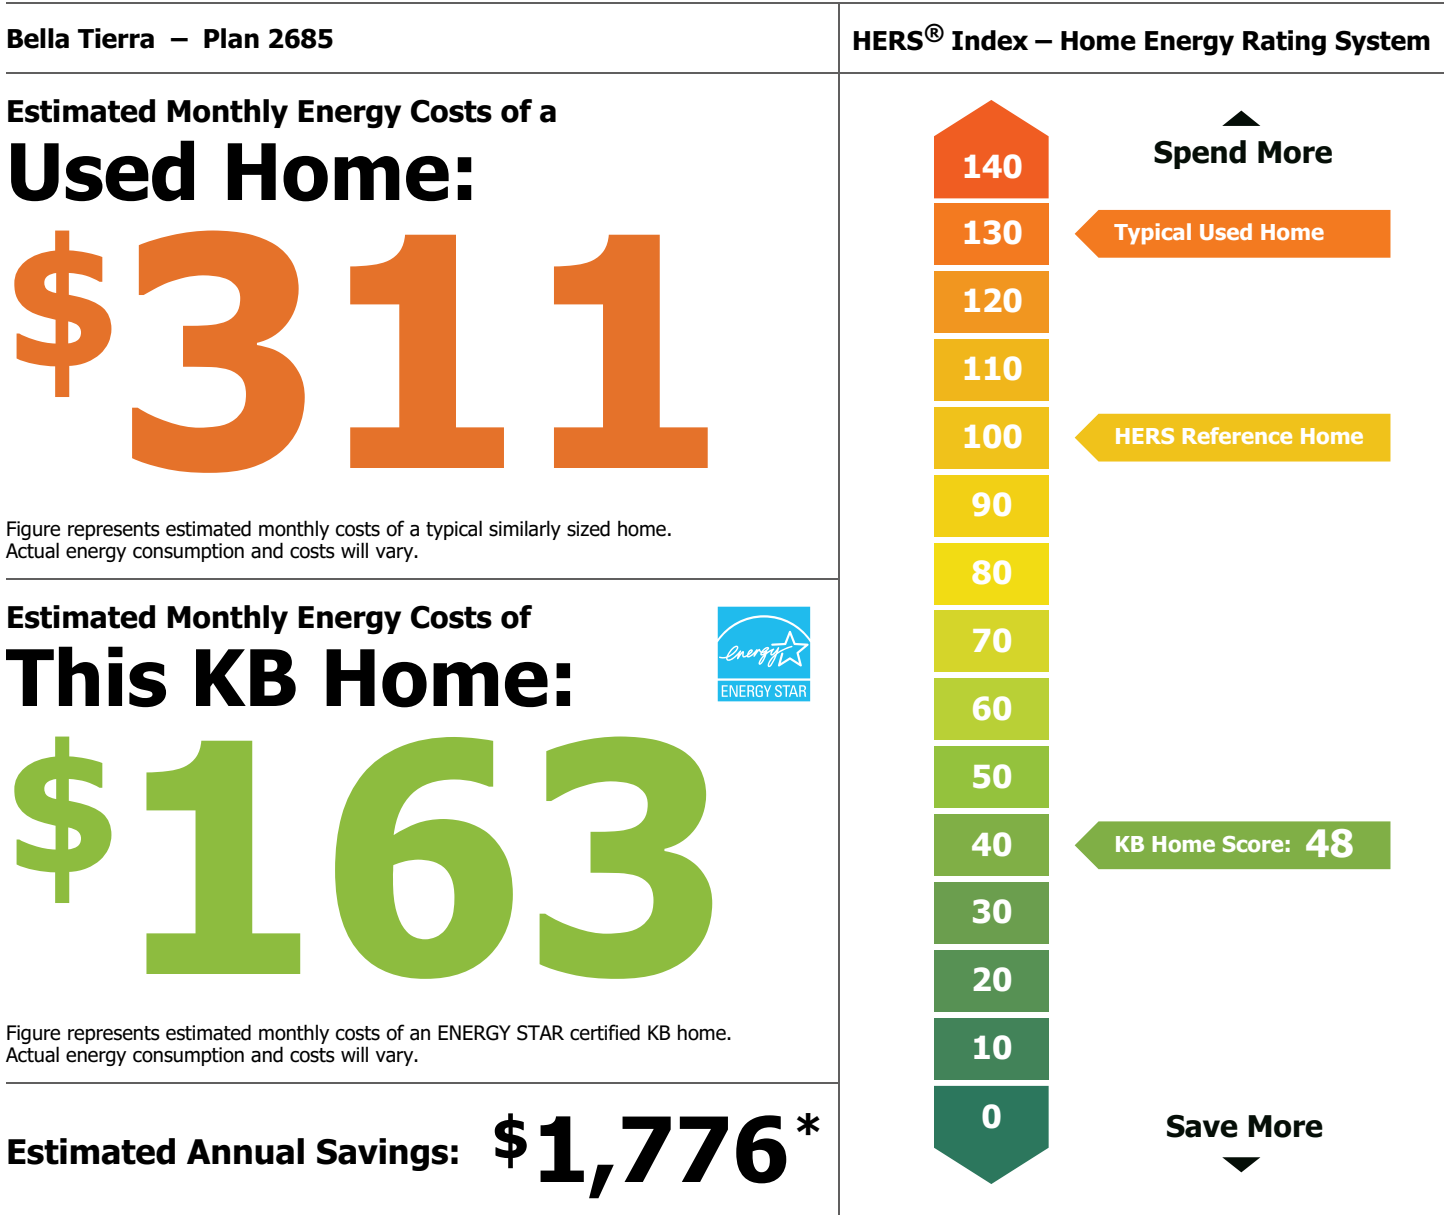 Bella Tierra – Plan 2685
Estimated Monthly Energy Costs of a
Used Home:
$311
Figure represents estimated monthly costs of a typical similarly sized home.
Actual energy consumption and costs will vary.
Estimated Monthly Energy Costs of
This KB Home:
energy
ENERGY STAR
$163
Figure represents estimated monthly costs of an ENERGY STAR certified KB home.
Actual energy consumption and costs will vary.
Estimated Annual Savings: $1,776*
HERS® Index – Home Energy Rating System
Spend More
140
130 Typical Used Home
120
110
100 HERS Reference Home
90
80
70
60
50
40 KB Home Score: 48
30
20
10
0
Save More